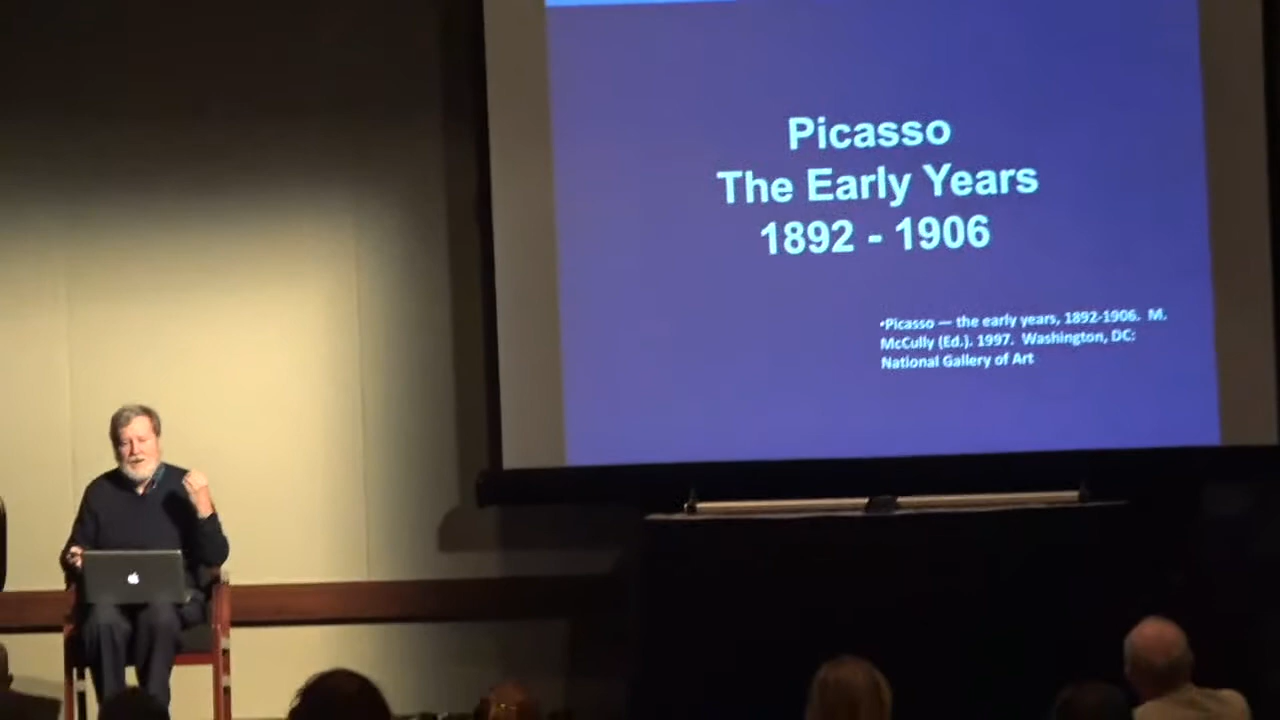 Picasso
The Early Years
1892 - 1906
•Picasso — the early years, 1892-1906. M.
McCully (Ed.). 1997. Washington, DC:
National Gallery of Art